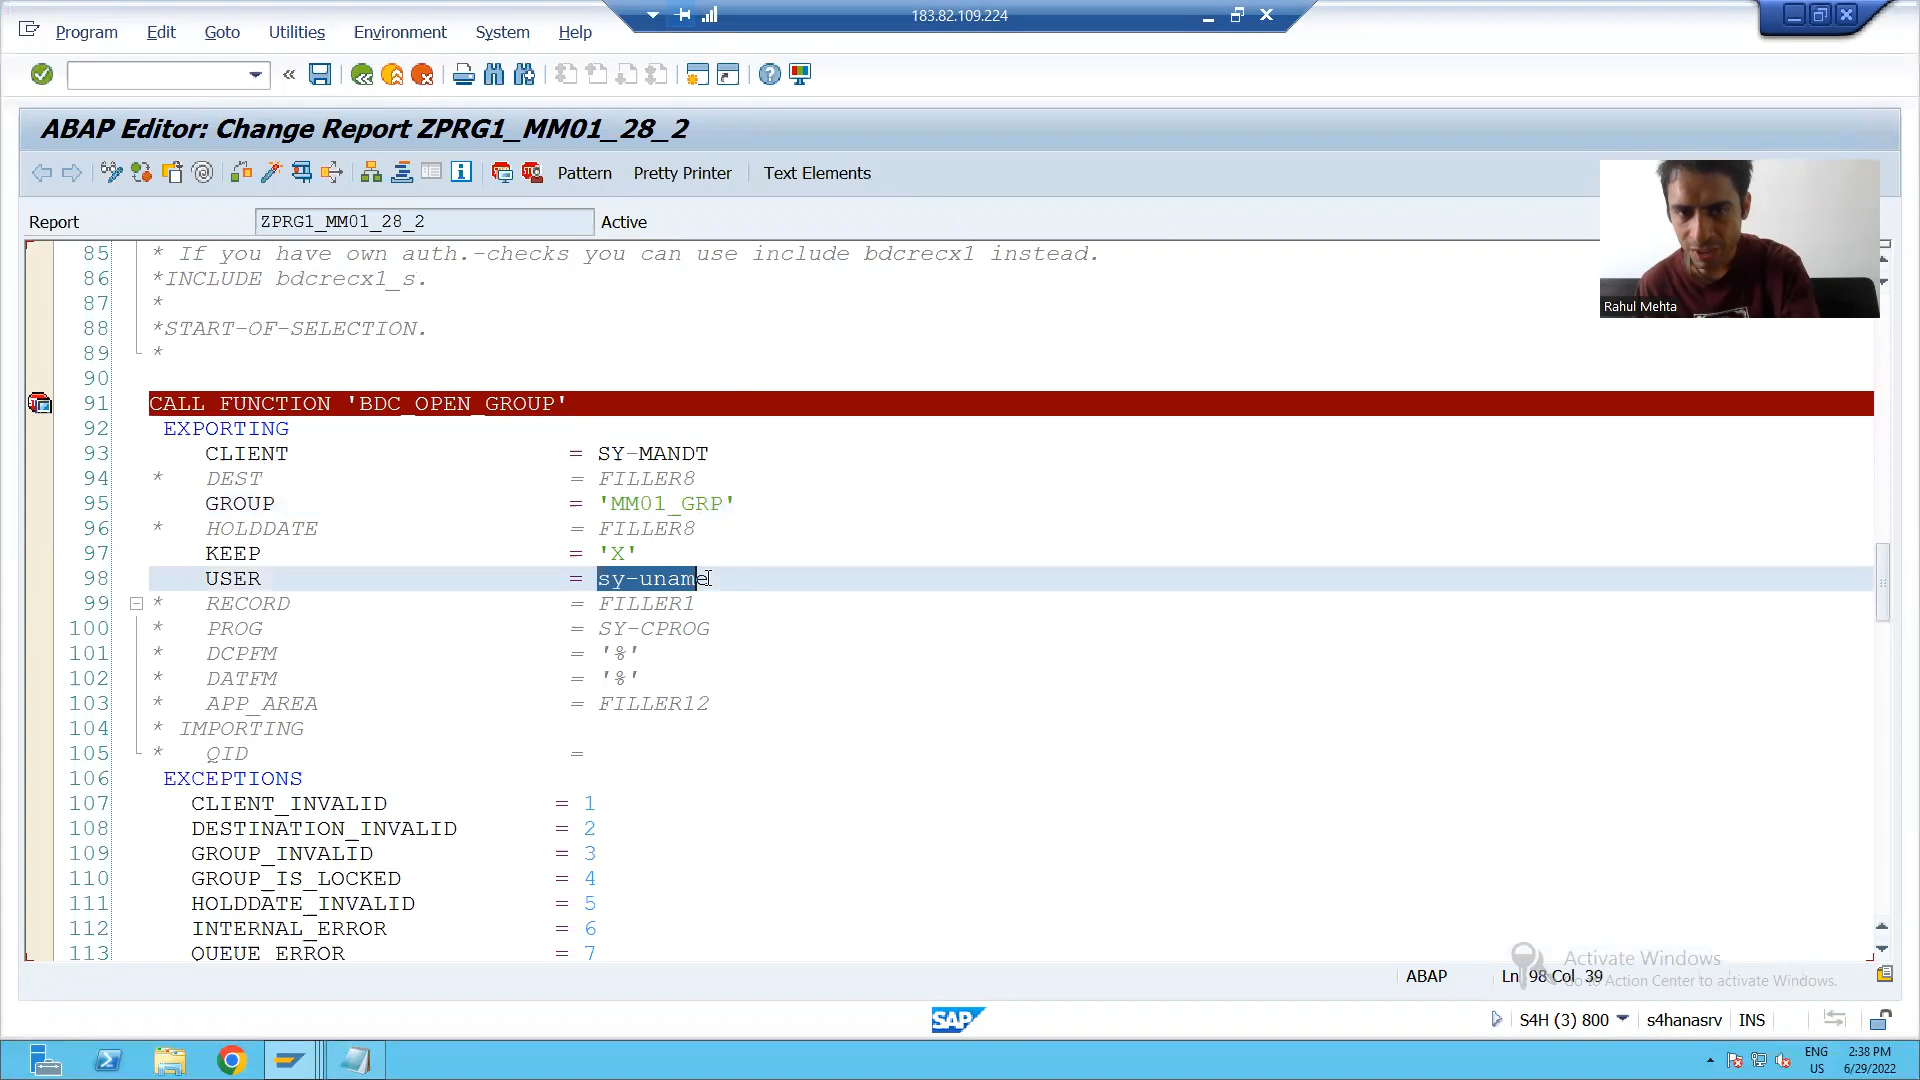 183.82.109.224
Program Edit Goto Utilities Environment System Help
ABAP Editor: Change Report ZPRG1_MM01_28_2
Pattern Pretty Printer Text Elements
Report ZPRG1_MM01_28_2 Active
85 * If you have own auth.-checks you can use include bdcrecx1 instead.
86 *INCLUDE bdcrecx1_s.
87 *
88 *START-OF-SELECTION.
89 *
90
91 CALL FUNCTION 'BDC_OPEN_GROUP'
92 EXPORTING
93 CLIENT = SY-MANDT
94 * DEST = FILLER8
95 GROUP = 'MM01_GRP'
96 * HOLDDATE = FILLER8
97 KEEP = 'X'
98 USER = sy-uname
99 * RECORD = FILLER1
100 * PROG = SY-CPROG
101 * DCPFM = '%'
102 * DATFM = '%'
103 * APP_AREA = FILLER12
104 * IMPORTING
105 * QID =
106 EXCEPTIONS
107 CLIENT_INVALID = 1
108 DESTINATION_INVALID = 2
109 GROUP_INVALID = 3
110 GROUP_IS_LOCKED = 4
111 HOLDDATE_INVALID = 5
112 INTERNAL_ERROR = 6
113 QUEUE_ERROR = 7
Rahul Mehta
Activate Windows
Go to Action Center to activate Windows.
ABAP Ln 98 Col 39
SAP
S4H (3) 800 s4hanasrv INS
ENG 2:38 PM
US 6/29/2022